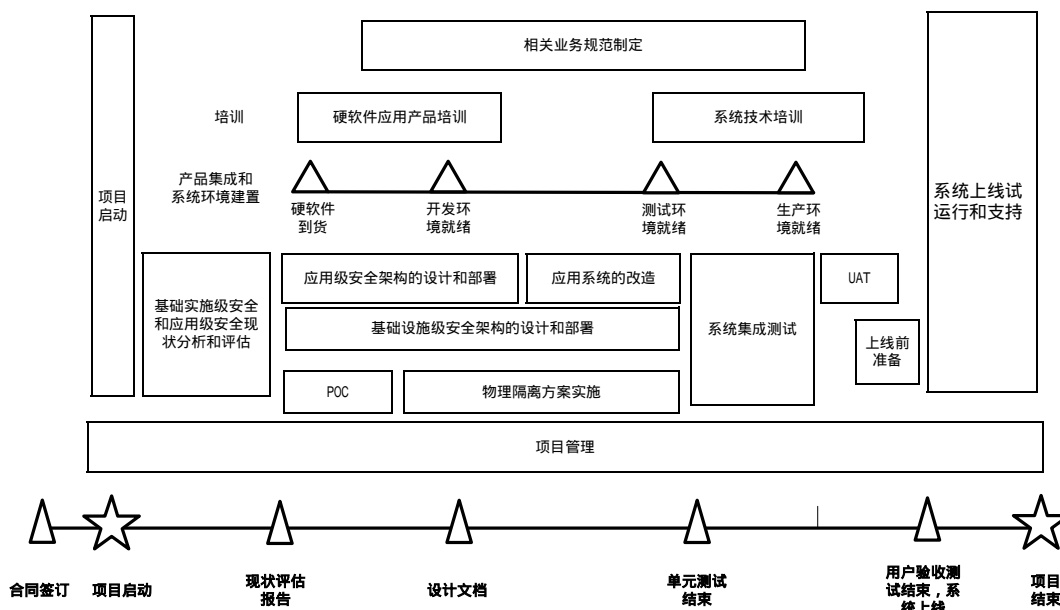 相关业务规范制定
培训
硬软件应用产品培训
系统技术培训
项目
启动
产品集成和
系统环境建置
硬软件
到货
开发环
境就绪
测试环
境就绪
生产环
境就绪
系统上线试
运行和支持
基础实施级安全
和应用级安全现
状分析和评估
应用级安全架构的设计和部署
应用系统的改造
基础设施级安全架构的设计和部署
系统集成测试
UAT
上线前
准备
POC
物理隔离方案实施
项目管理
合同签订
项目启动
现状评估
报告
设计文档
单元测试
结束
用户验收测
试结束，系
统上线
项目
结束